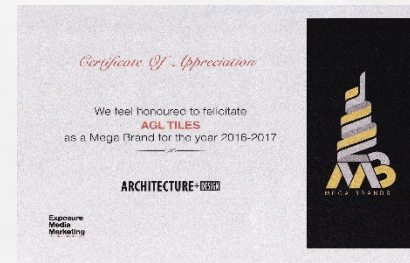 Certificate Of Appreciation
We feel honoured to felicitate
AGL TILES
as a Mega Brand for the year 2016-2017
ARCHITECTURE+DESIGN
Exposure
Media
Marketing
MB
MEGA BRANDS